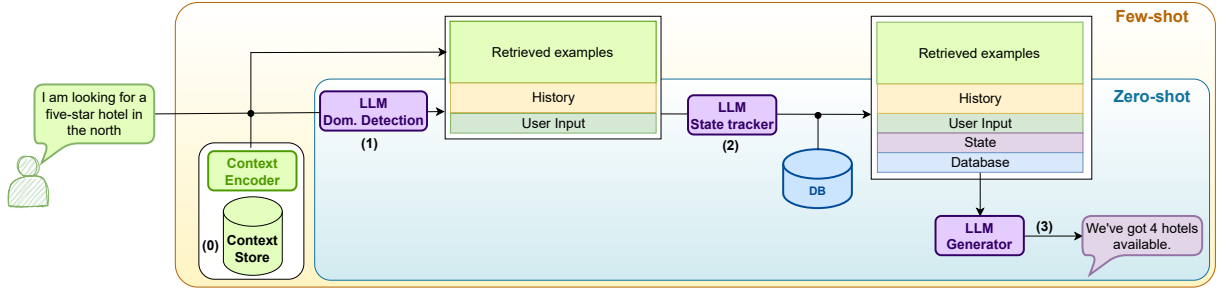 Few-shot
Zero-shot
I am looking for a
five-star hotel in
the north
(0)
Context
Encoder
Context
Store
LLM
Dom. Detection
(1)
Retrieved examples
History
User Input
LLM
State tracker
(2)
DB
Retrieved examples
History
User Input
State
Database
LLM
Generator
(3)
We've got 4 hotels
available.